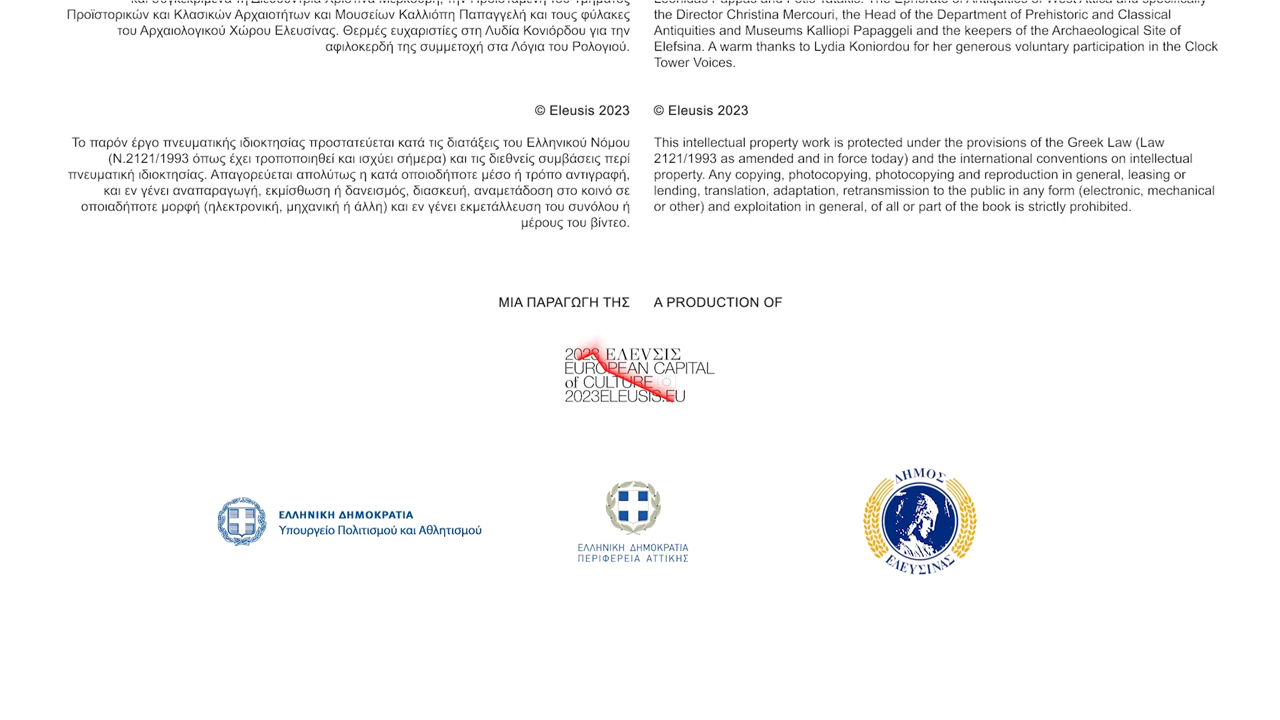 Προϊστορικών και Κλασικών Αρχαιοτήτων και Μουσείων Καλλιόπη Παπαγγελή και τους φύλακες
του Αρχαιολογικού Χώρου Ελευσίνας. Θερμές ευχαριστίες στη Λυδία Κονιόρδου για την
αφιλοκερδή της συμμετοχή στα Λόγια του Ρολογιού.
the Director Christina Mercouri, the Head of the Department of Prehistoric and Classical
Antiquities and Museums Kalliopi Papaggeli and the keepers of the Archaeological Site of
Elefsina. A warm thanks to Lydia Koniordou for her generous voluntary participation in the Clock
Tower Voices.
© Eleusis 2023
© Eleusis 2023
Το παρόν έργο πνευματικής ιδιοκτησίας προστατεύεται κατά τις διατάξεις του Ελληνικού Νόμου
(Ν.2121/1993 όπως έχει τροποποιηθεί και ισχύει σήμερα) και τις διεθνείς συμβάσεις περί
πνευματική ιδιοκτησίας. Απαγορεύεται απολύτως η κατά οποιοδήποτε μέσο ή τρόπο αντιγραφή,
και εν γένει αναπαραγωγή, εκμίσθωση ή δανεισμός, διασκευή, αναμετάδοση στο κοινό σε
οποιαδήποτε μορφή (ηλεκτρονική, μηχανική ή άλλη) και εν γένει εκμετάλλευση του συνόλου ή
μέρους του βίντεο.
This intellectual property work is protected under the provisions of the Greek Law (Law
2121/1993 as amended and in force today) and the international conventions on intellectual
property. Any copying, photocopying, photocopying and reproduction in general, leasing or
lending, translation, adaptation, retransmission to the public in any form (electronic, mechanical
or other) and exploitation in general, of all or part of the book is strictly prohibited.
ΜΙΑ ΠΑΡΑΓΩΓΗ ΤΗΣ
A PRODUCTION OF
2023 ΕΛΕVΣΙΣ
EUROPEAN CAPITAL
of CULTURE
2023ELEUSIS.EU
ΕΛΛΗΝΙΚΗ ΔΗΜΟΚΡΑΤΙΑ
Υπουργείο Πολιτισμού και Αθλητισμού
ΕΛΛΗΝΙΚΗ ΔΗΜΟΚΡΑΤΙΑ
ΠΕΡΙΦΕΡΕΙΑ ΑΤΤΙΚΗΣ
ΔΗΜΟΣ
ΕΛΕΥΣΙΝΑΣ